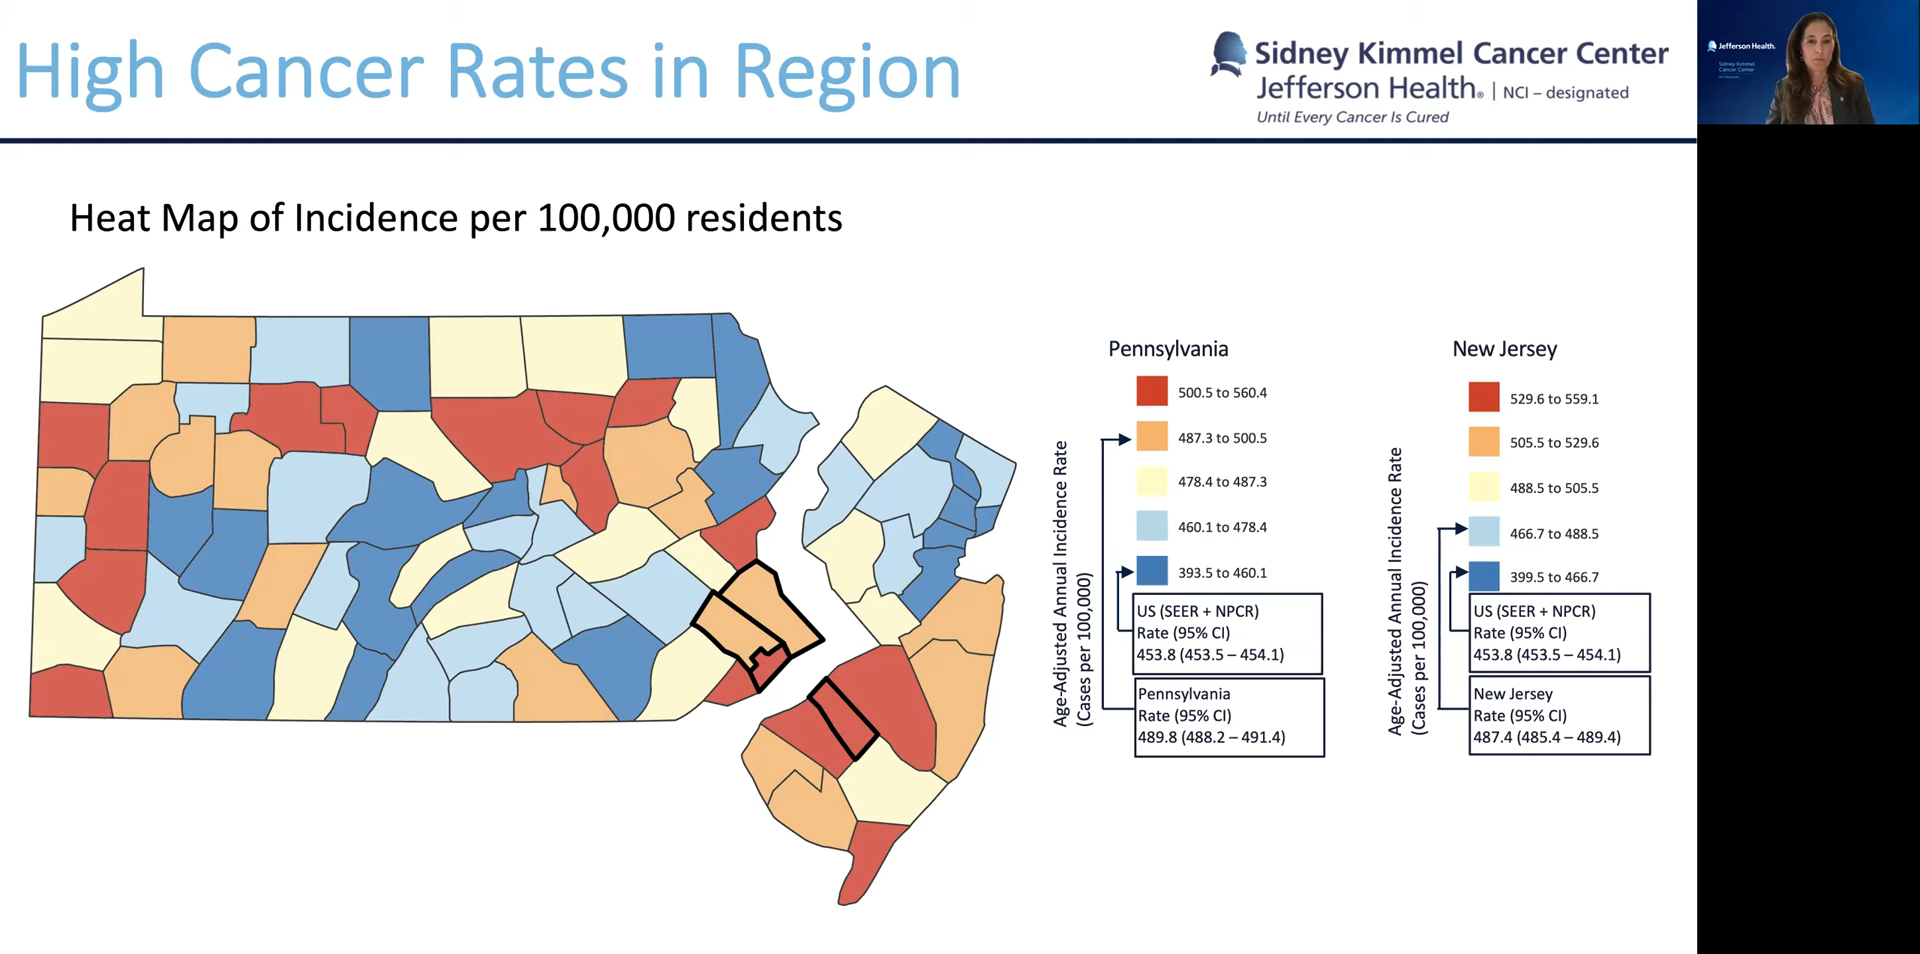 High Cancer Rates in Region
Sidney Kimmel Cancer Center
Jefferson Health® | NCI – designated
Until Every Cancer Is Cured
Jefferson Health.
Sidney Kimmel
Cancer Center
Heat Map of Incidence per 100,000 residents
Pennsylvania
Age-Adjusted Annual Incidence Rate
(Cases per 100,000)
500.5 to 560.4
487.3 to 500.5
478.4 to 487.3
460.1 to 478.4
393.5 to 460.1
US (SEER + NPCR)
Rate (95% CI)
453.8 (453.5 – 454.1)
Pennsylvania
Rate (95% CI)
489.8 (488.2 – 491.4)
New Jersey
Age-Adjusted Annual Incidence Rate
(Cases per 100,000)
529.6 to 559.1
505.5 to 529.6
488.5 to 505.5
466.7 to 488.5
399.5 to 466.7
US (SEER + NPCR)
Rate (95% CI)
453.8 (453.5 – 454.1)
New Jersey
Rate (95% CI)
487.4 (485.4 – 489.4)